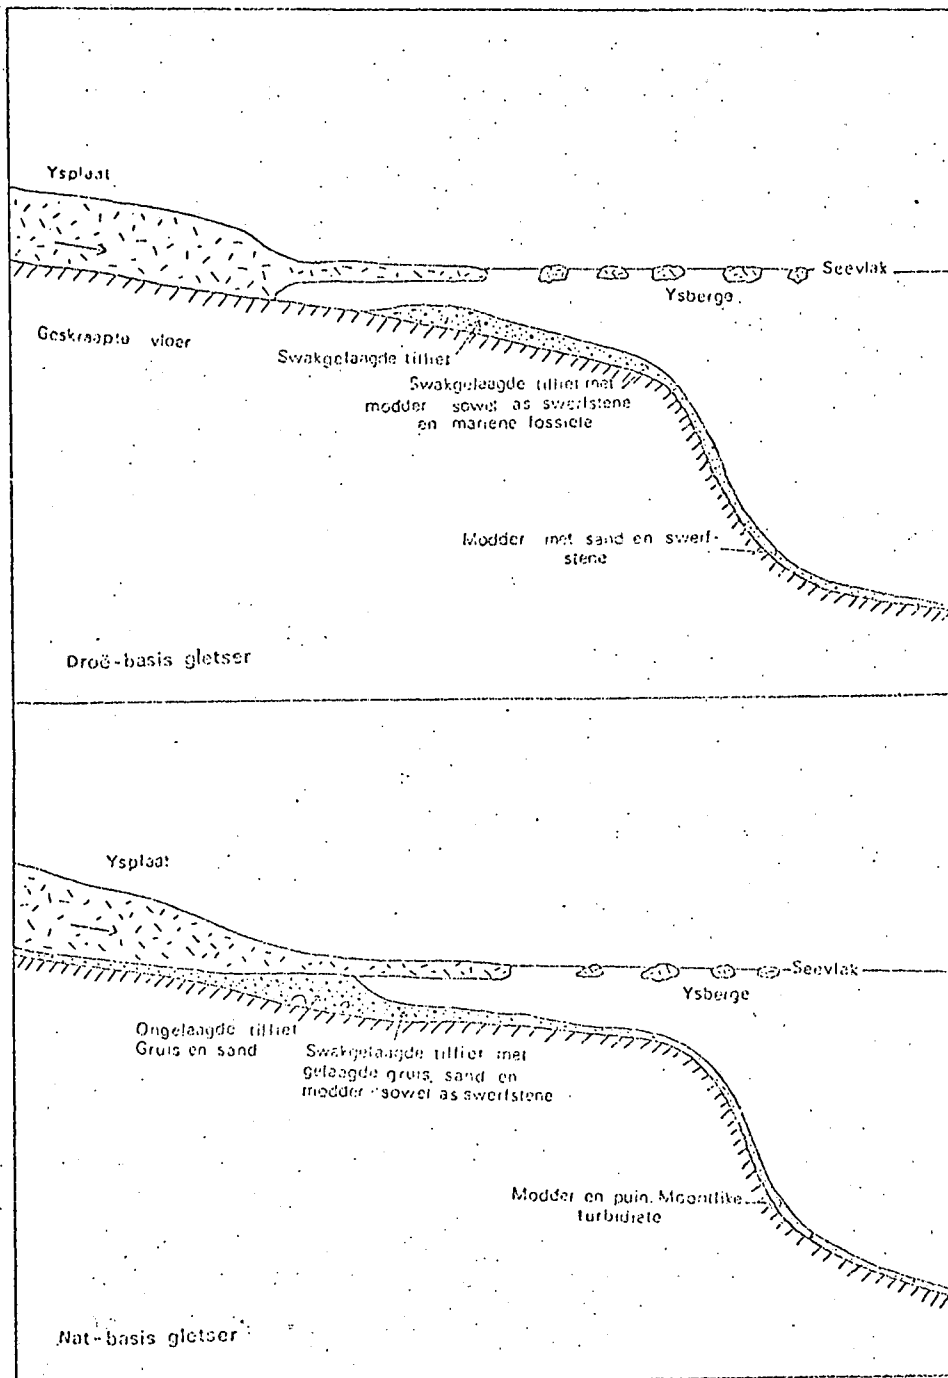 Ysplaat
Seevlak
Ysberge
Geskraapte vloer
Swakgelaagde tilliet
Swakgelaagde tilliet met
modder sowel as swerfstene
en mariene fossiele
Modder met sand en swerf-
stene
Droë-basis gletser
Ysplaat
Seevlak
Ysberge
Ongelaagde tilliet
Gruis en sand
Swakgelaagde tilliet met
gelaagde gruis, sand en
modder sowel as swerfstene
Modder en puin. Moontlike
turbidiete
Nat-basis gletser